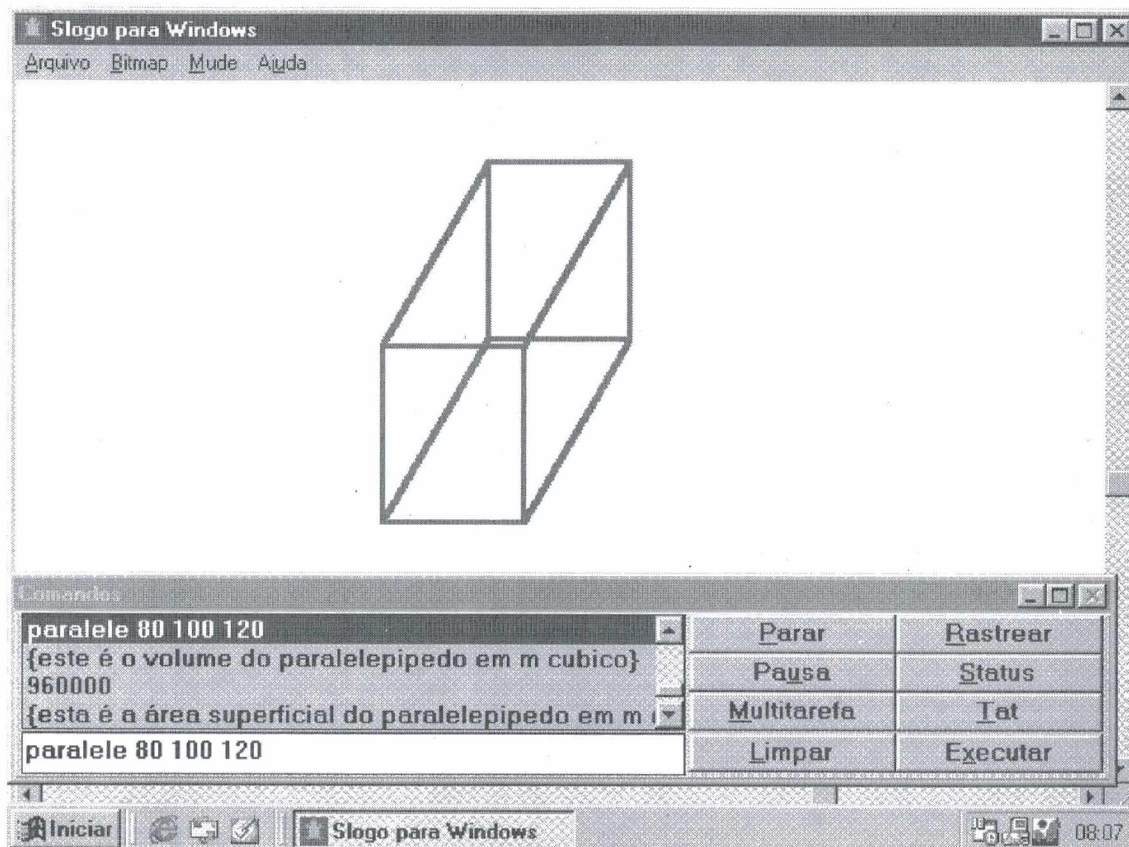 Slogo para Windows
Arquivo Bitmap Mude Ajuda
Comandos
paralele 80 100 120
{este é o volume do paralelepipedo em m cubico}
960000
{esta é a área superficial do paralelepipedo em m
paralele 80 100 120
Parar Rastrear
Pausa Status
Multitarefa Tat
Limpar Executar
Iniciar Slogo para Windows 08:07